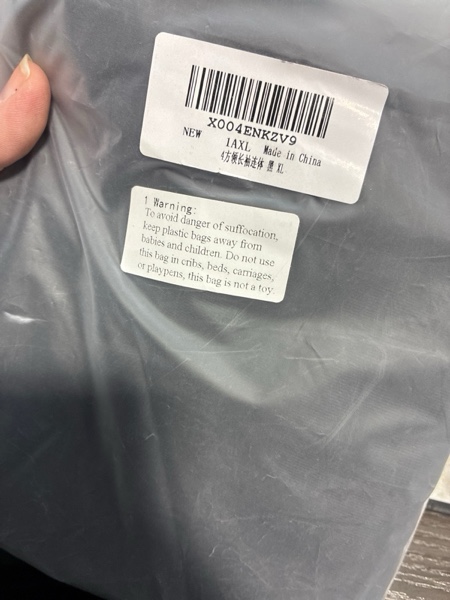 X004ENKZV9
NEW
1AXL Made in China
4方领长袖连体 黑 XL
! Warning:
To avoid danger of suffocation,
keep plastic bags away from
babies and children. Do not use
this bag in cribs, beds, carriages,
or playpens, this bag is not a toy.